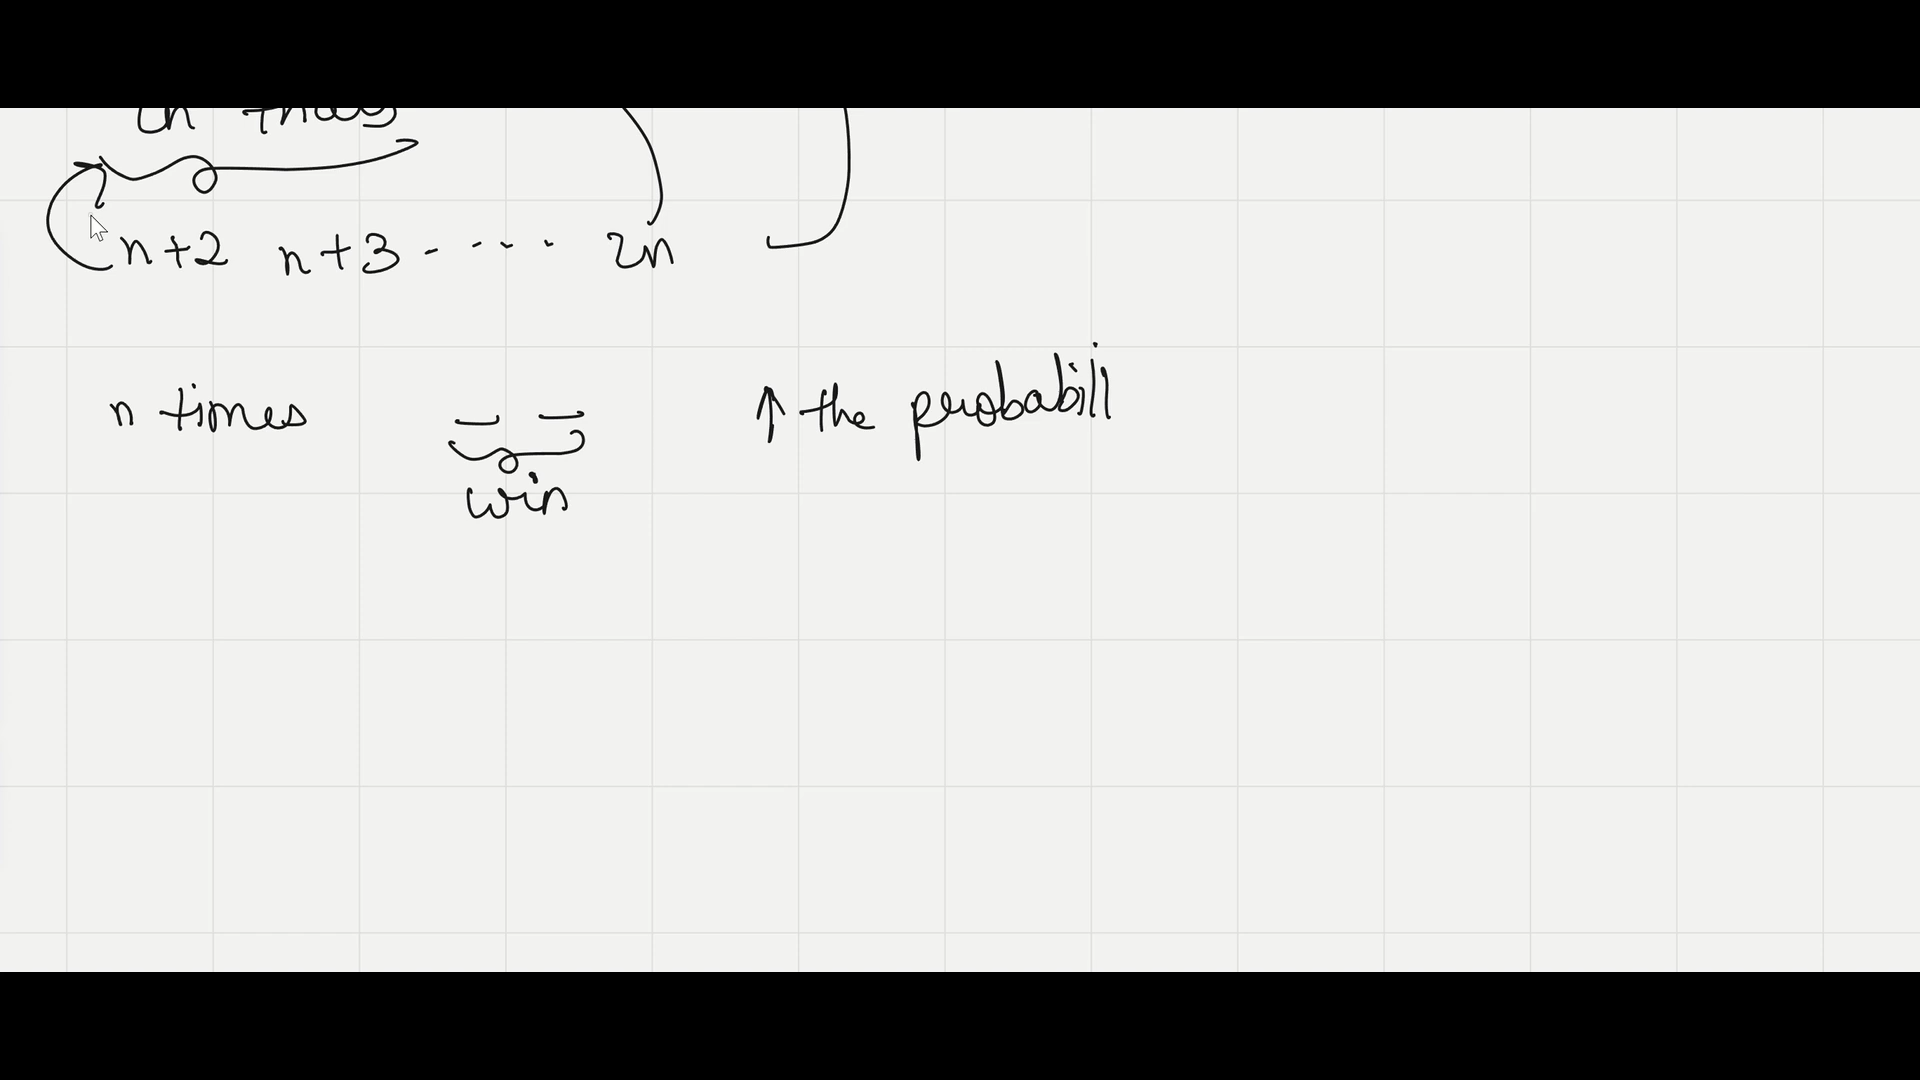 n+2 n+3 - - - - 2n
n times ↑ the probabili
win